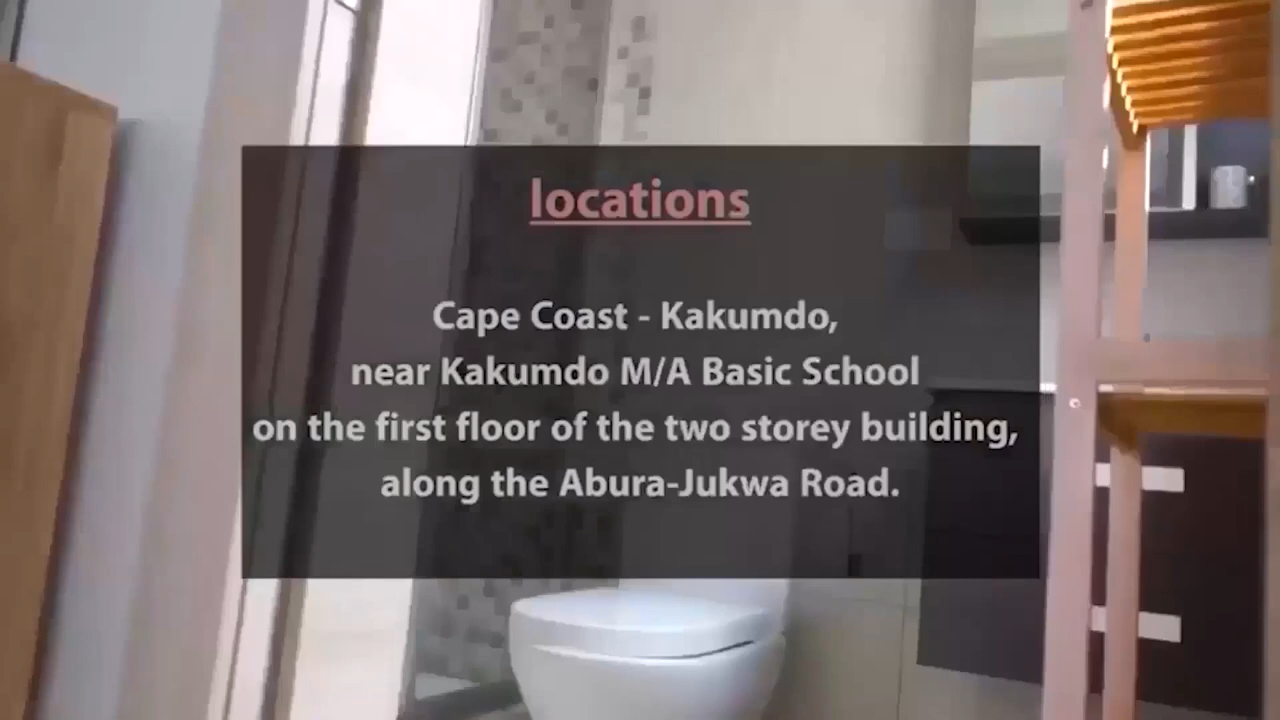 locations
Cape Coast - Kakumdo,
near Kakumdo M/A Basic School
on the first floor of the two storey building,
along the Abura-Jukwa Road.